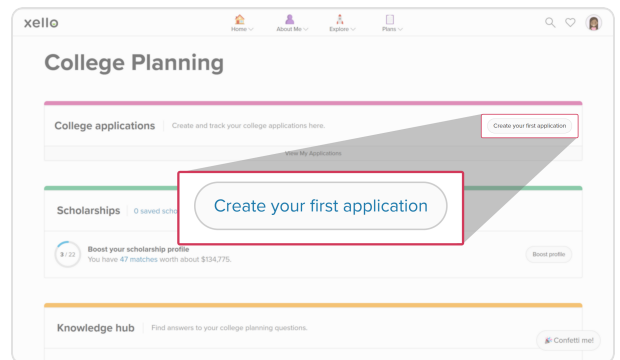 xello
Home
About Me
Explore
Plans
College Planning
College applications
Create and track your college applications here.
Create your first application
View My Applications
Create your first application
Scholarships
0 saved scho
3 / 22
Boost your scholarship profile
You have 47 matches worth about $134,775.
Boost profile
Knowledge hub
Find answers to your college planning questions.
Confetti me!